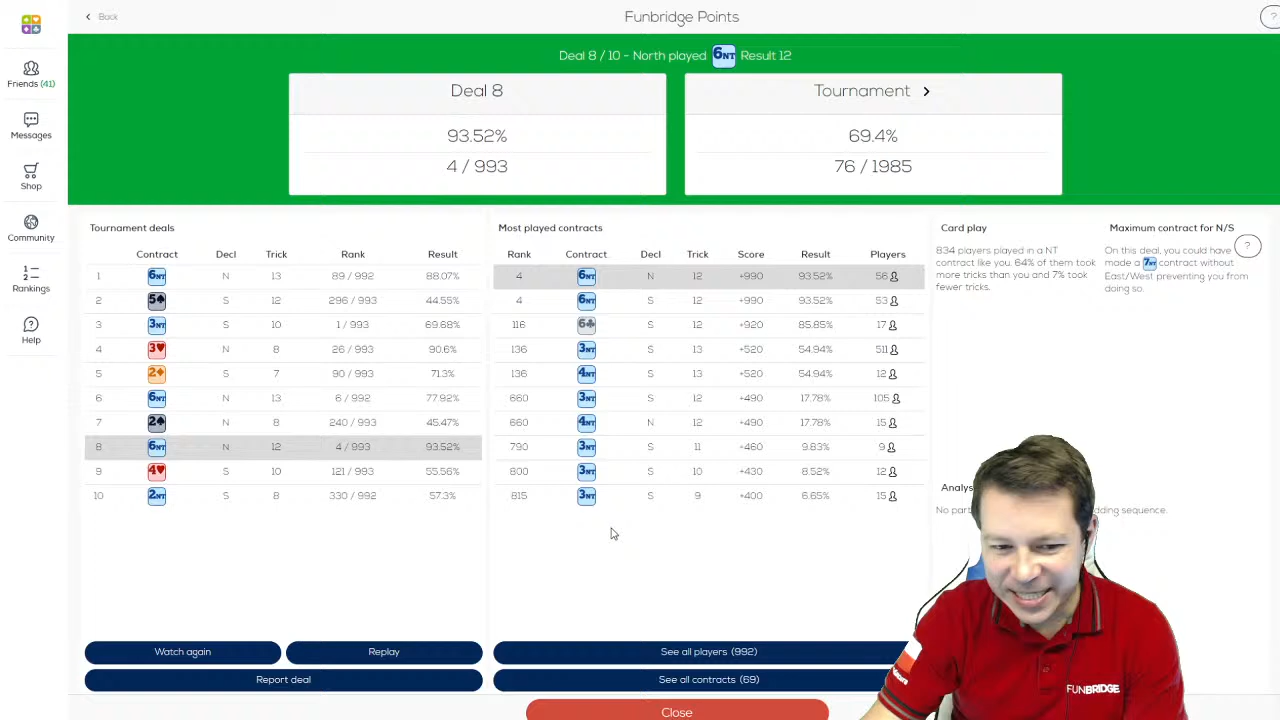 Back
Funbridge Points
?
Deal 8 / 10 - North played 6NT Result 12
Friends (41)
Messages
Shop
Community
Rankings
Help
Deal 8
93.52%
4 / 993
Tournament
69.4%
76 / 1985
Tournament deals
Contract Decl Trick Rank Result
1 6NT N 13 89 / 992 88.07%
2 5♠ S 12 296 / 993 44.55%
3 3NT S 10 1 / 993 69.68%
4 3♥ N 8 26 / 993 90.6%
5 2♦ S 7 90 / 993 71.3%
6 6NT N 13 6 / 992 77.92%
7 2♠ N 8 240 / 993 45.47%
8 6NT N 12 4 / 993 93.52%
9 4♥ S 10 121 / 993 55.56%
10 2NT S 8 330 / 992 57.3%
Most played contracts
Rank Contract Decl Trick Score Result Players
4 6NT N 12 +990 93.52% 56
4 6NT S 12 +990 93.52% 53
116 6♣ S 12 +920 85.85% 17
136 3NT S 13 +520 54.94% 511
136 4NT S 13 +520 54.94% 12
660 3NT S 12 +490 17.78% 105
660 4NT N 12 +490 17.78% 15
790 3NT S 11 +460 9.83% 9
800 3NT S 10 +430 8.52% 12
815 3NT S 9 +400 6.65% 15
Card play
834 players played in a NT
contract like you. 64% of them took
more tricks than you and 7% took
fewer tricks.
Maximum contract for N/S
?
On this deal, you could have
made a 7NT contract without
East/West preventing you from
doing so.
Analys
No par
dding sequence.
Watch again
Replay
Report deal
See all players (992)
See all contracts (69)
Close
FUNBRIDGE